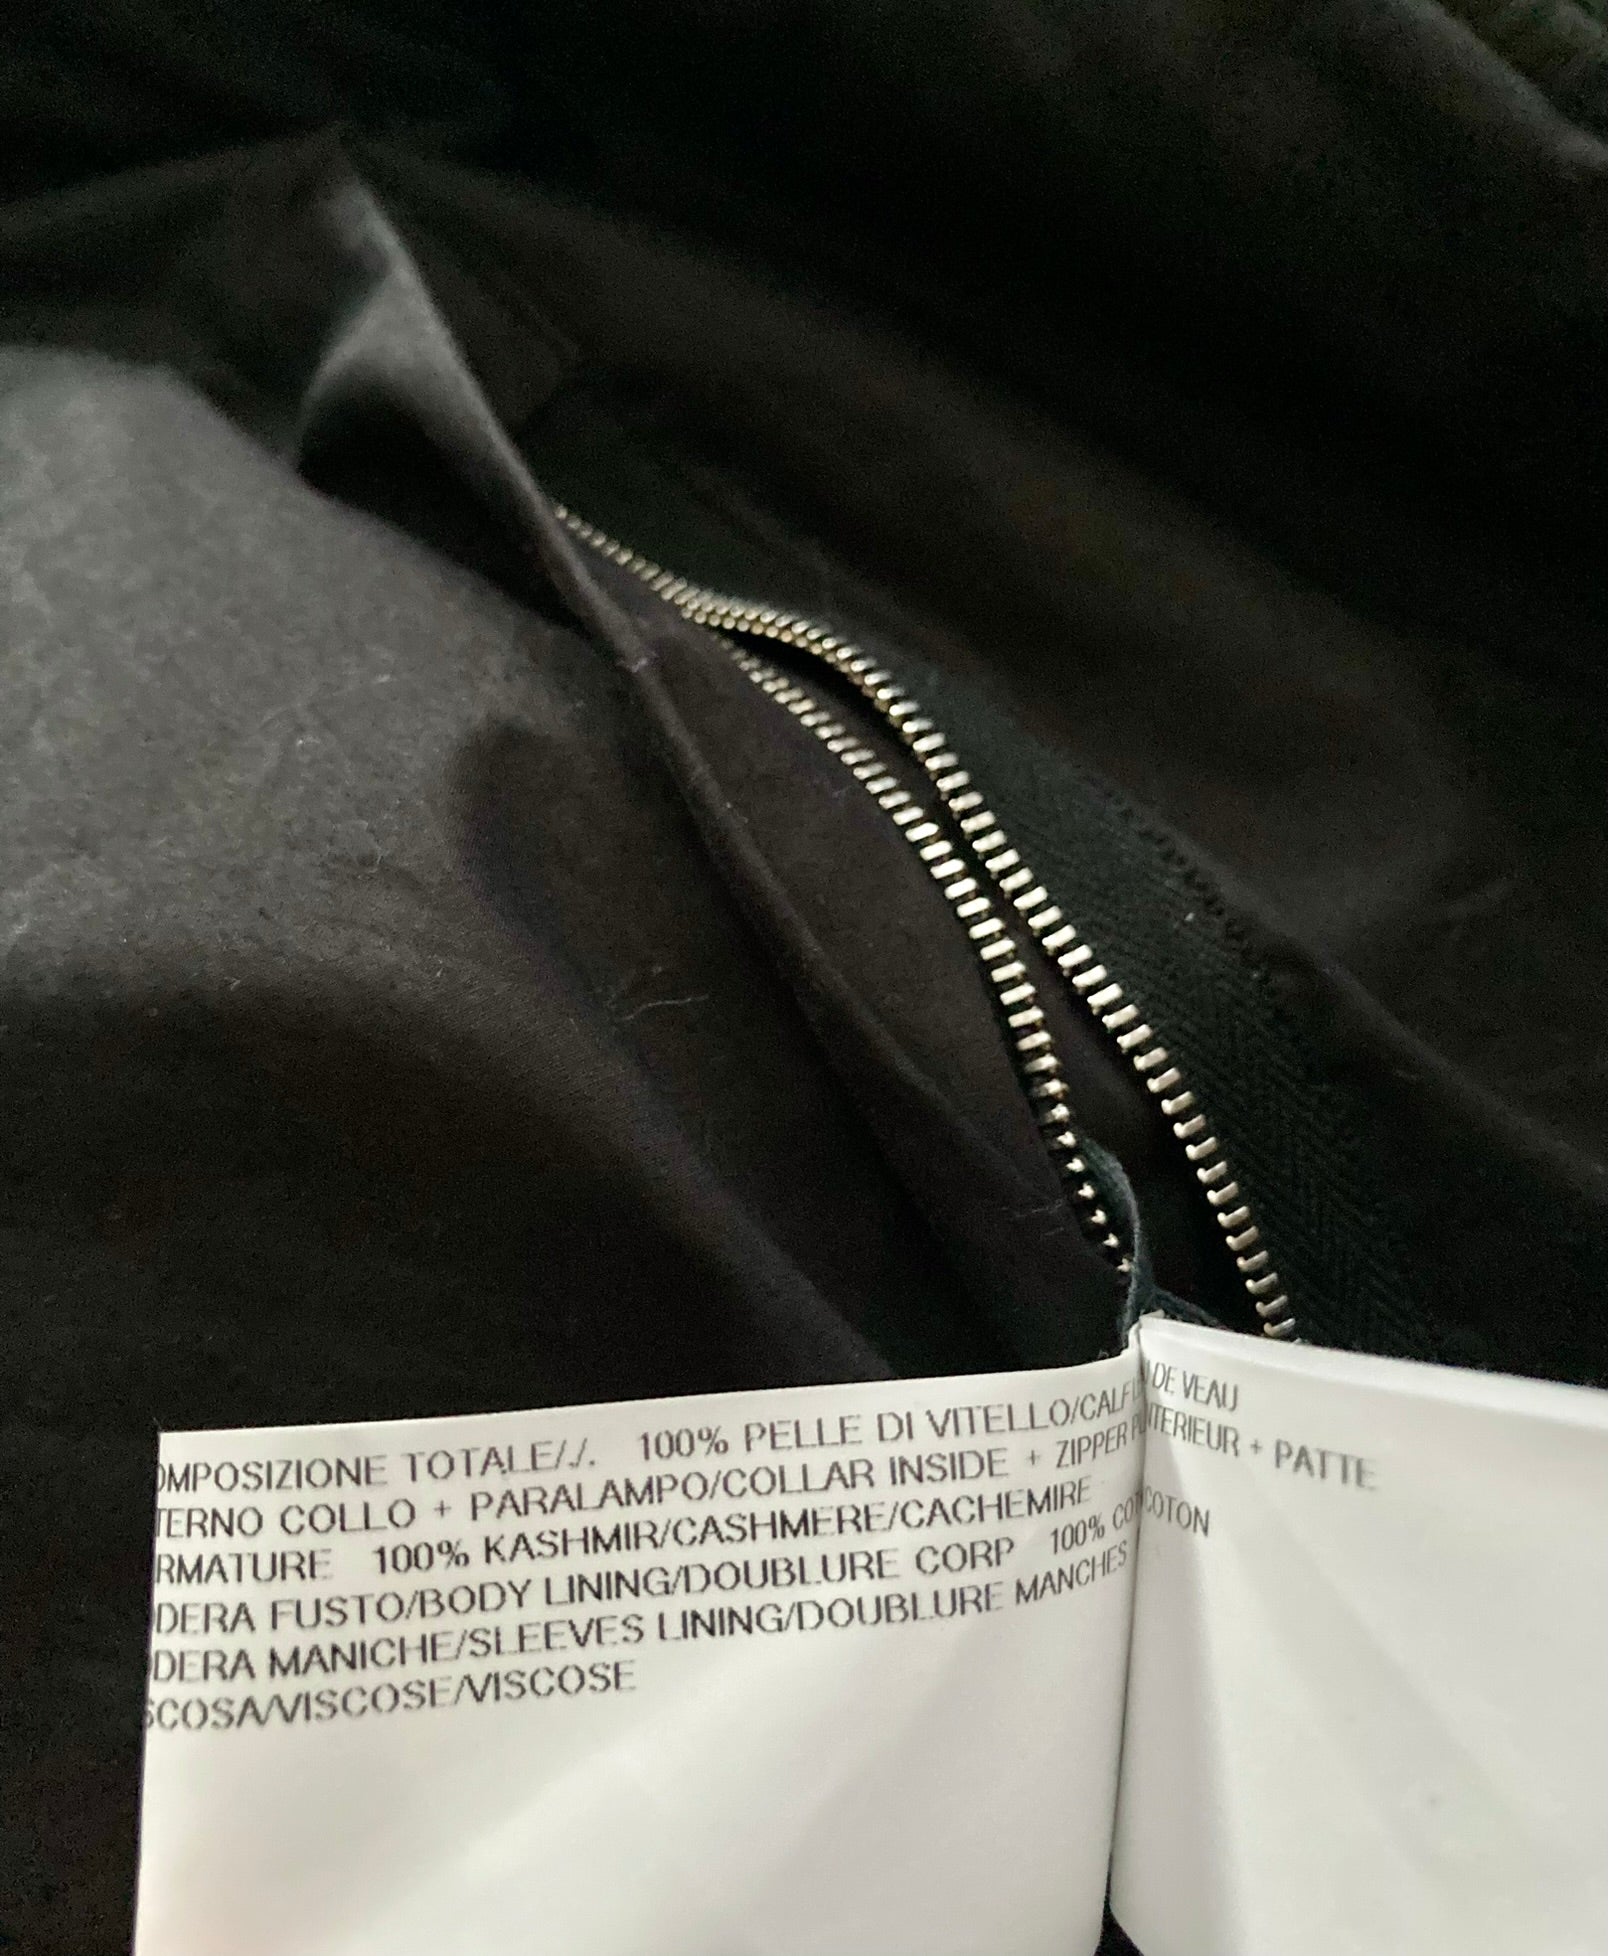 OMPOSIZIONE TOTALE/./. 100% PELLE DI VITELLO/CALF DE VEAU
TERNO COLLO + PARALAMPO/COLLAR INSIDE + ZIPPER NTERIEUR + PATTE
RMATURE 100% KASHMIR/CASHMERE/CACHEMIRE
DERA FUSTO/BODY LINING/DOUBLURE CORP 100% COT COTON
DERA MANICHE/SLEEVES LINING/DOUBLURE MANCHES
SCOSA/VISCOSE/VISCOSE